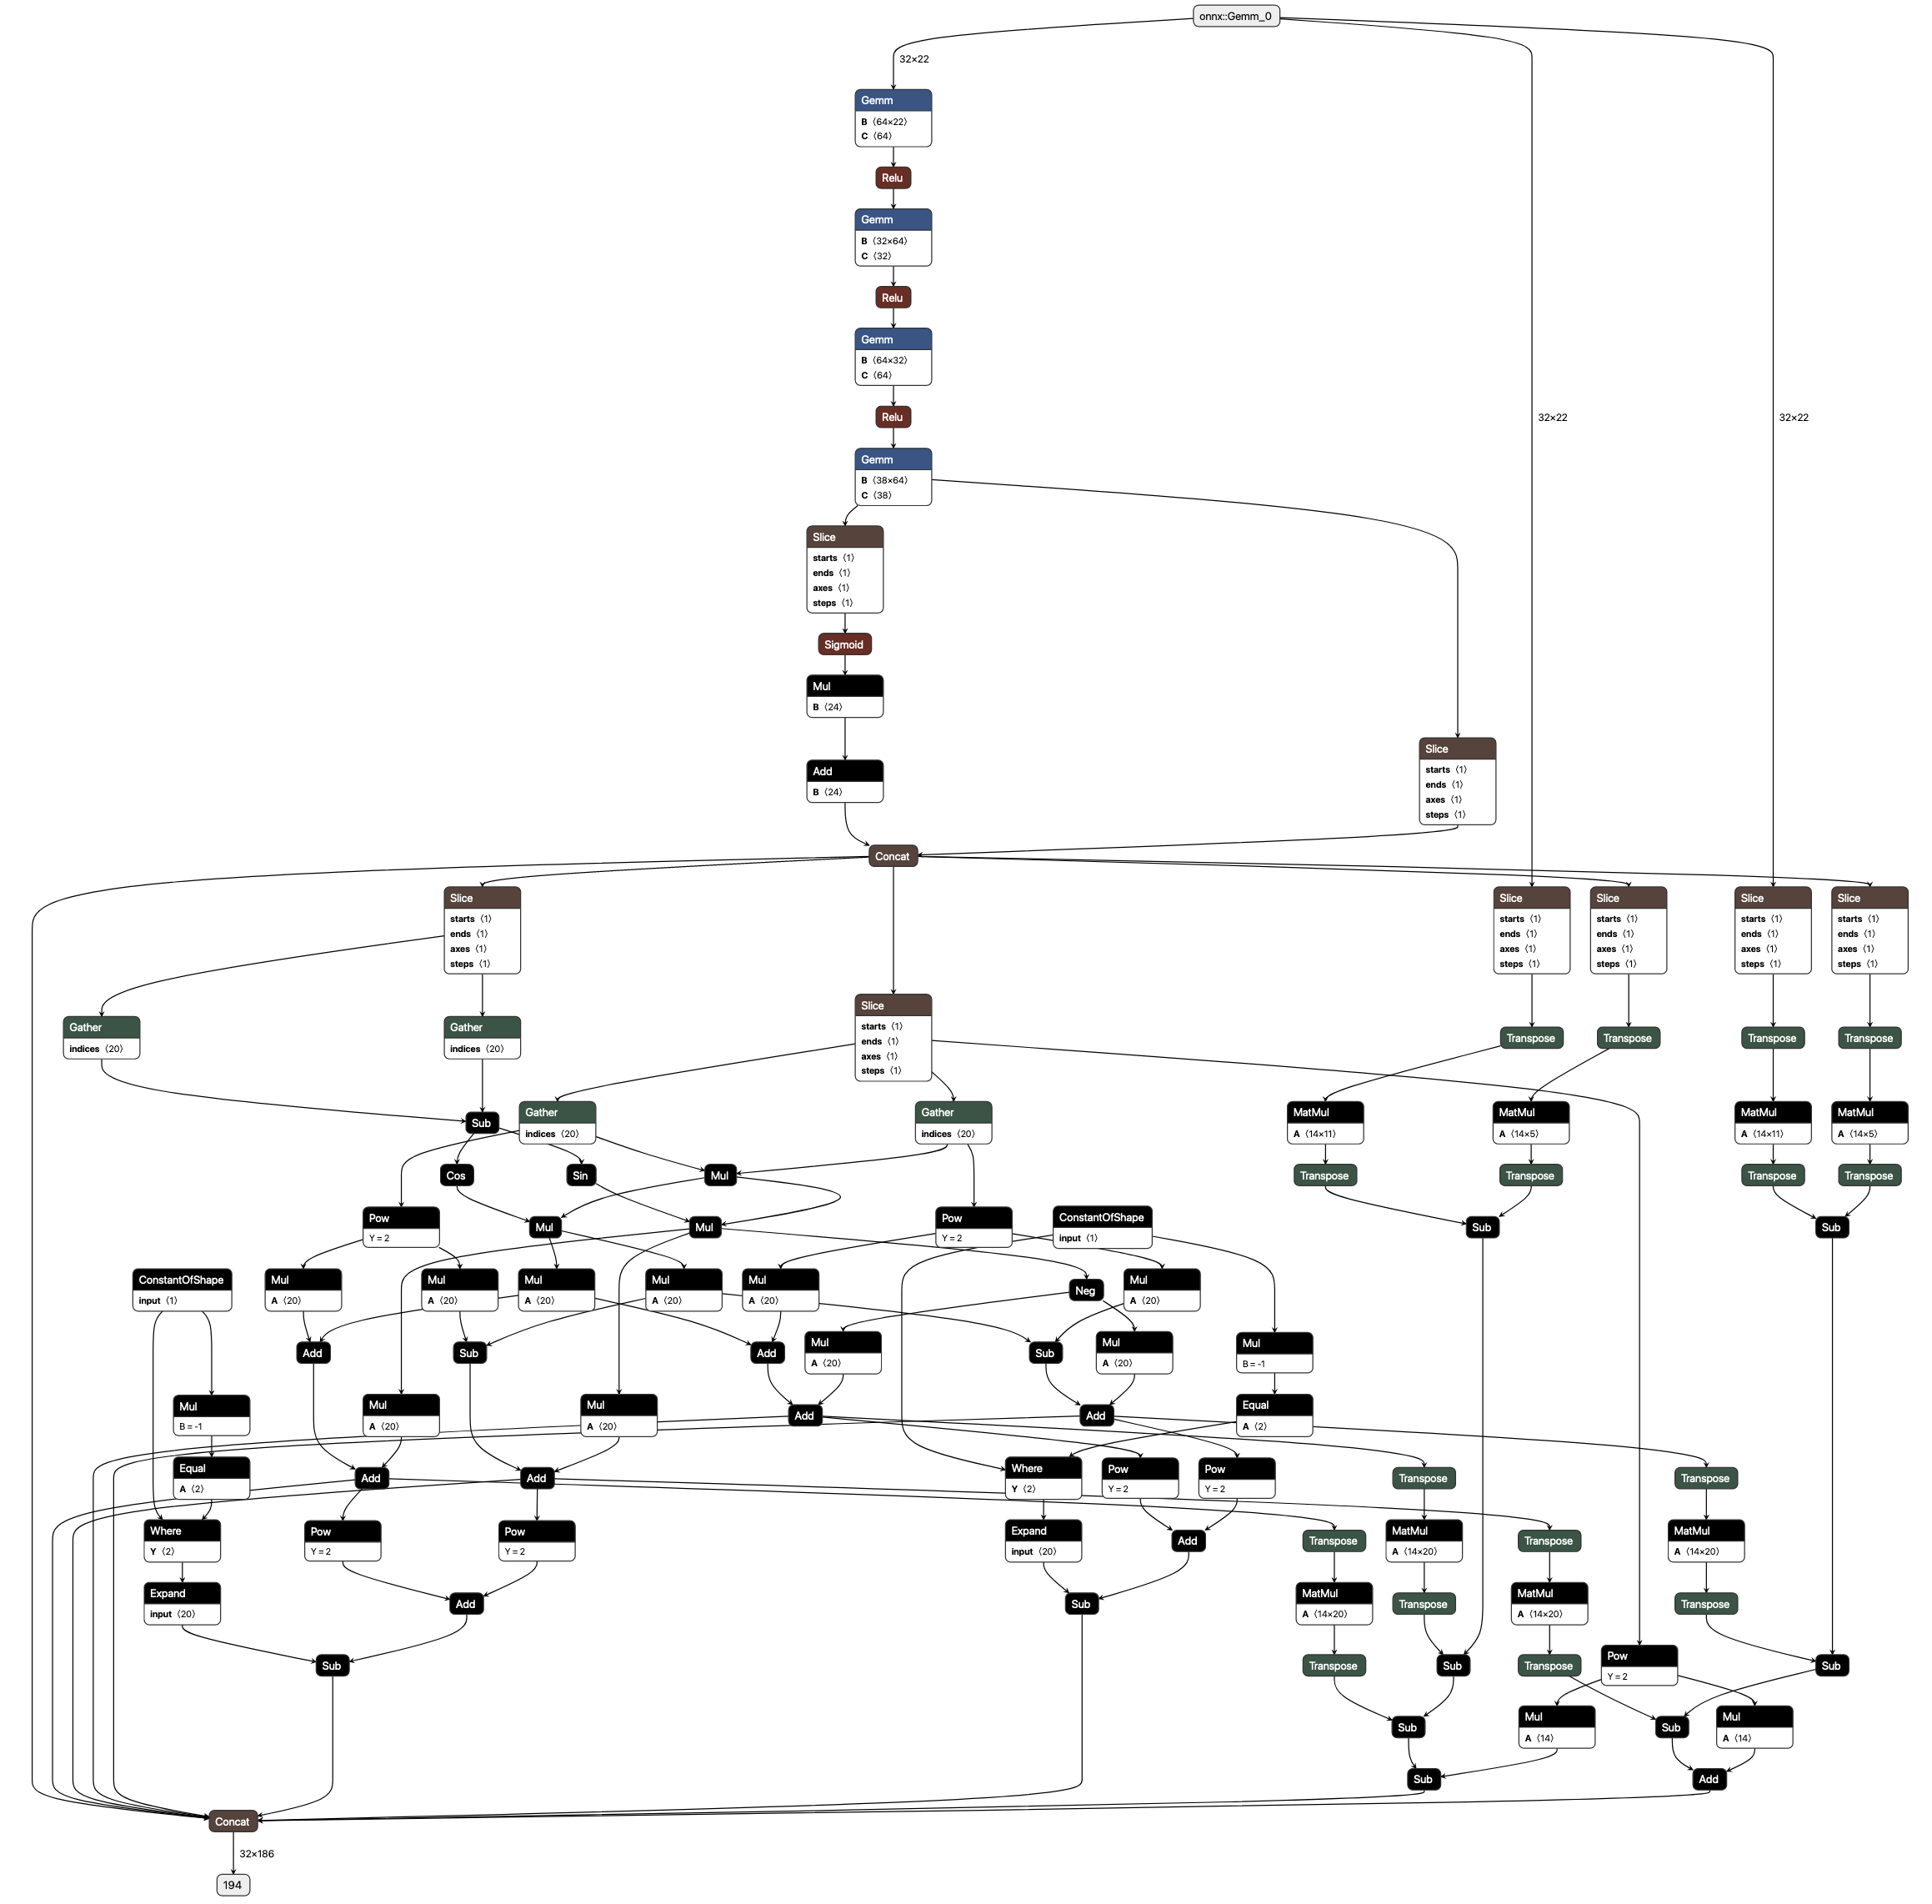 onnx::Gemm_0
32×22
Gemm
B ⟨64×22⟩
C ⟨64⟩
Relu
Gemm
B ⟨32×64⟩
C ⟨32⟩
Relu
Gemm
B ⟨64×32⟩
C ⟨64⟩
Relu
32×22
32×22
Gemm
B ⟨38×64⟩
C ⟨38⟩
Slice
starts ⟨1⟩
ends ⟨1⟩
axes ⟨1⟩
steps ⟨1⟩
Sigmoid
Mul
B ⟨24⟩
Add
B ⟨24⟩
Slice
starts ⟨1⟩
ends ⟨1⟩
axes ⟨1⟩
steps ⟨1⟩
Concat
Slice
starts ⟨1⟩
ends ⟨1⟩
axes ⟨1⟩
steps ⟨1⟩
Slice
starts ⟨1⟩
ends ⟨1⟩
axes ⟨1⟩
steps ⟨1⟩
Slice
starts ⟨1⟩
ends ⟨1⟩
axes ⟨1⟩
steps ⟨1⟩
Slice
starts ⟨1⟩
ends ⟨1⟩
axes ⟨1⟩
steps ⟨1⟩
Slice
starts ⟨1⟩
ends ⟨1⟩
axes ⟨1⟩
steps ⟨1⟩
Gather
indices ⟨20⟩
Gather
indices ⟨20⟩
Slice
starts ⟨1⟩
ends ⟨1⟩
axes ⟨1⟩
steps ⟨1⟩
Transpose
Transpose
Transpose
Transpose
Sub
Gather
indices ⟨20⟩
Gather
indices ⟨20⟩
MatMul
A ⟨14×11⟩
MatMul
A ⟨14×5⟩
MatMul
A ⟨14×11⟩
MatMul
A ⟨14×5⟩
Cos
Sin
Mul
Transpose
Transpose
Transpose
Transpose
Pow
Y = 2
Mul
Mul
Pow
Y = 2
ConstantOfShape
input ⟨1⟩
Sub
Sub
ConstantOfShape
input ⟨1⟩
Mul
A ⟨20⟩
Mul
A ⟨20⟩
Mul
A ⟨20⟩
Mul
A ⟨20⟩
Mul
A ⟨20⟩
Neg
Mul
A ⟨20⟩
Add
Sub
Add
Mul
A ⟨20⟩
Sub
Mul
A ⟨20⟩
Mul
B = -1
Mul
B = -1
Mul
A ⟨20⟩
Mul
A ⟨20⟩
Add
Add
Equal
A ⟨2⟩
Equal
A ⟨2⟩
Add
Add
Where
Y ⟨2⟩
Pow
Y = 2
Pow
Y = 2
Transpose
Transpose
Where
Y ⟨2⟩
Pow
Y = 2
Pow
Y = 2
Expand
input ⟨20⟩
Add
Transpose
MatMul
A ⟨14×20⟩
Transpose
MatMul
A ⟨14×20⟩
Expand
input ⟨20⟩
Add
Sub
MatMul
A ⟨14×20⟩
Transpose
MatMul
A ⟨14×20⟩
Transpose
Sub
Transpose
Sub
Transpose
Pow
Y = 2
Sub
Sub
Mul
A ⟨14⟩
Sub
Mul
A ⟨14⟩
Sub
Add
Concat
32×186
194